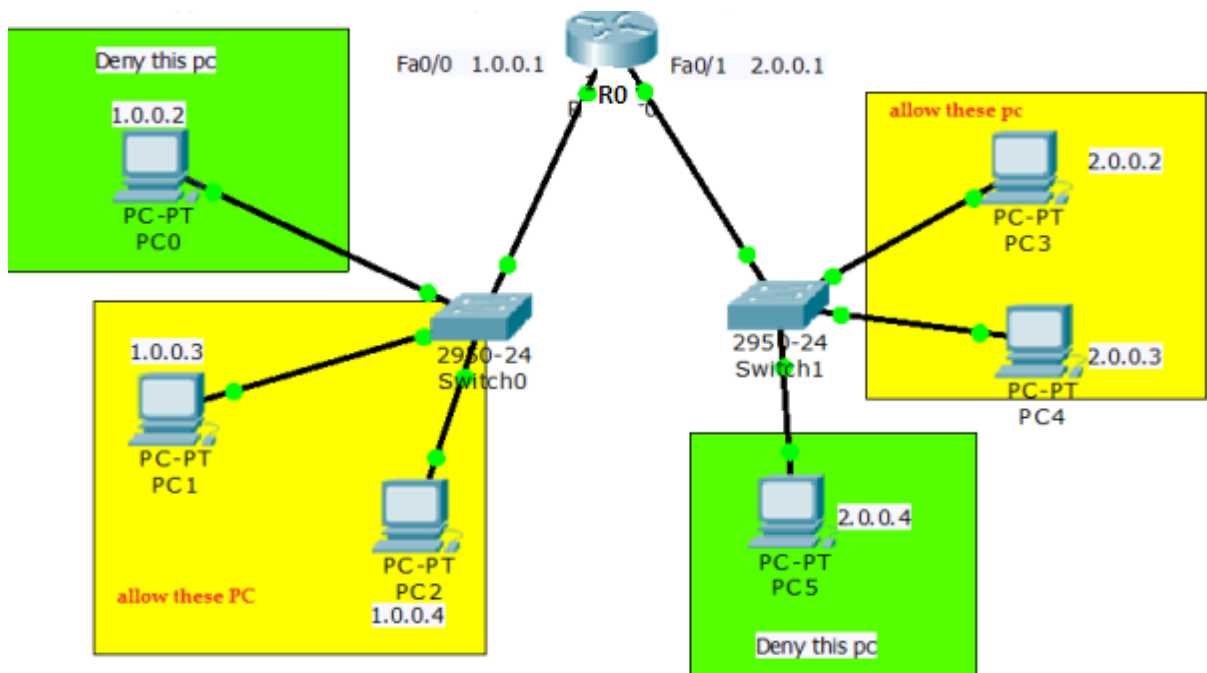 Deny this pc
1.0.0.2
PC-PT
PC0
Fa0/0 1.0.0.1
R0
Fa0/1 2.0.0.1
allow these pc
2.0.0.2
PC-PT
PC3
2950-24
Switch0
2950-24
Switch1
2.0.0.3
PC-PT
PC4
1.0.0.3
PC-PT
PC1
PC-PT
PC2
1.0.0.4
allow these PC
2.0.0.4
PC-PT
PC5
Deny this pc